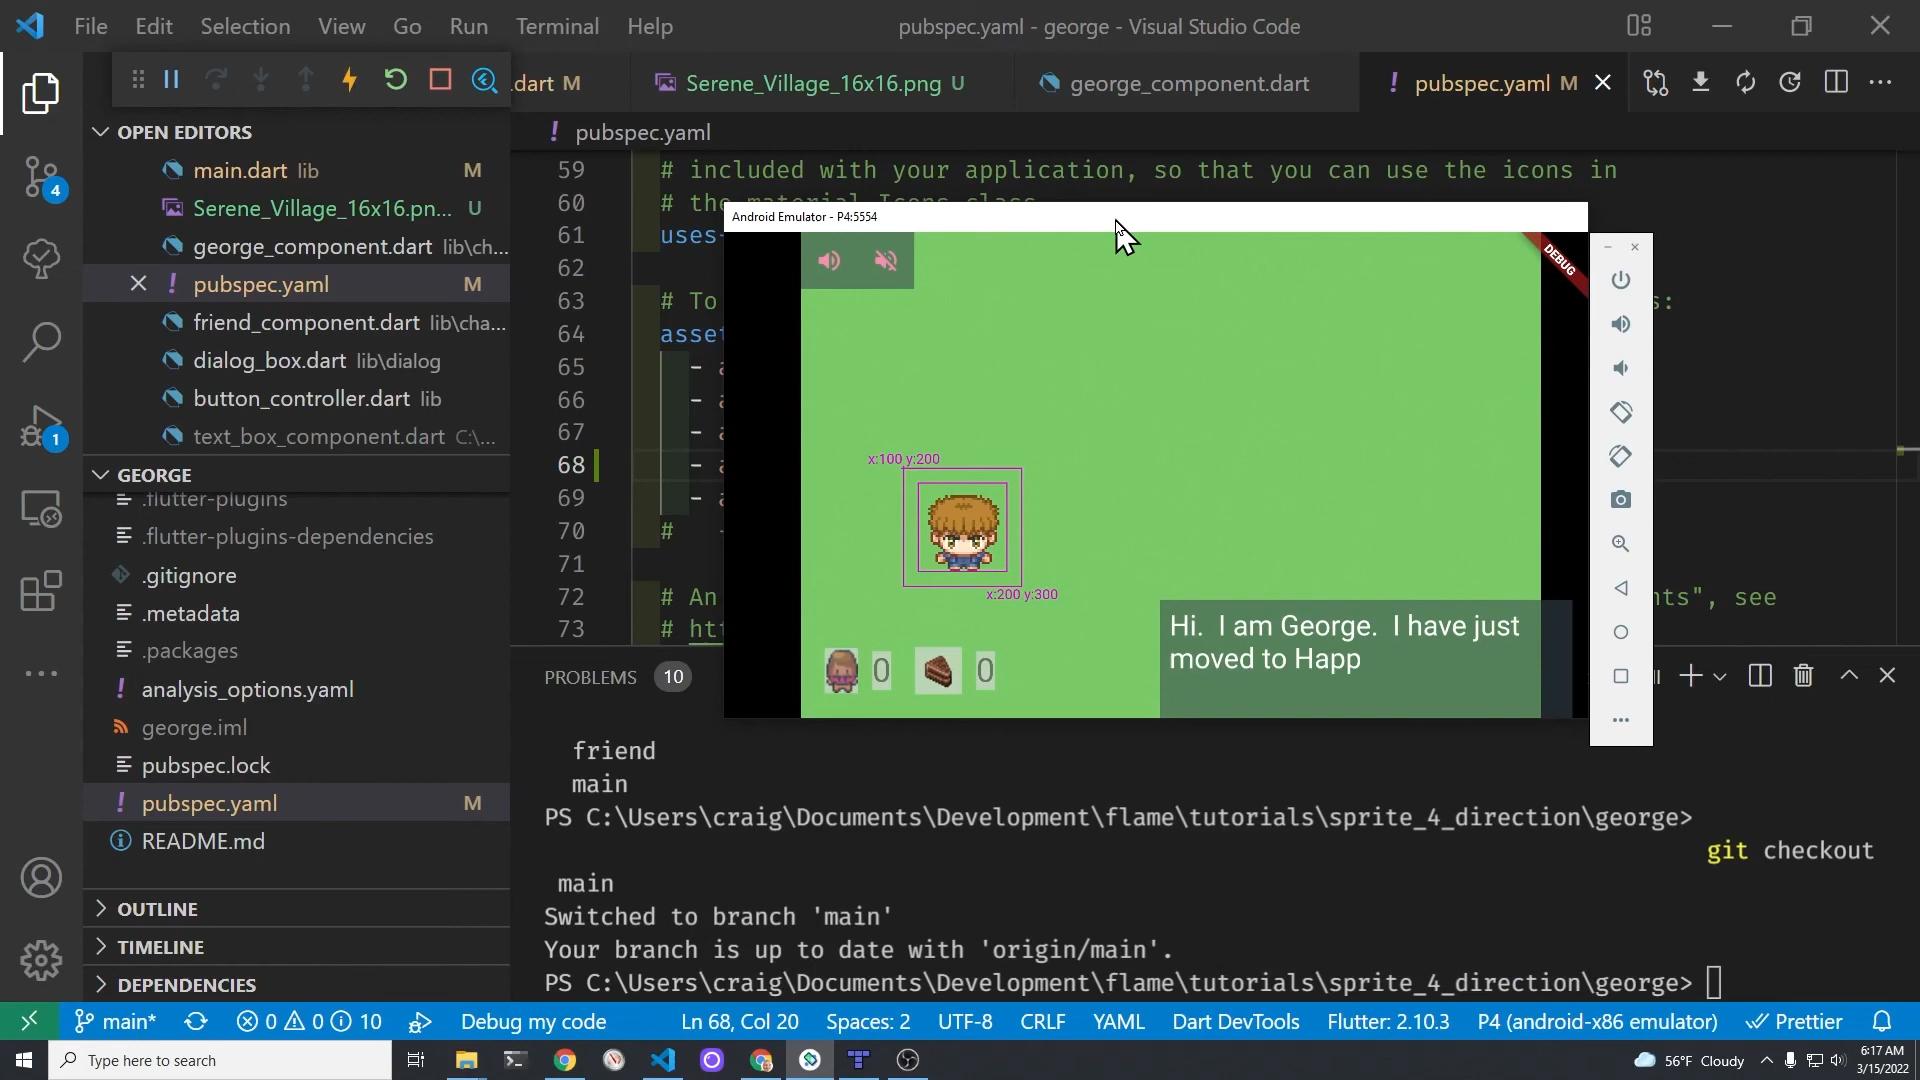 File Edit Selection View Go Run Terminal Help
pubspec.yaml - george - Visual Studio Code
.dart M
Serene_Village_16x16.png U
george_component.dart
! pubspec.yaml M
OPEN EDITORS
main.dart lib M
Serene_Village_16x16.pn... U
george_component.dart lib\ch...
! pubspec.yaml M
friend_component.dart lib\cha...
dialog_box.dart lib\dialog
button_controller.dart lib
text_box_component.dart C:\...
GEORGE
.flutter-plugins
.flutter-plugins-dependencies
.gitignore
.metadata
.packages
! analysis_options.yaml
george.iml
pubspec.lock
! pubspec.yaml M
README.md
OUTLINE
TIMELINE
DEPENDENCIES
4
1
! pubspec.yaml
59 # included with your application, so that you can use the icons in
60 # the material Icons class.
61 uses-
62
63 # To s:
64 asset
65 - a
66 - a
67 - a
68 - a
69 - a
70 # -
71
72 # An nts", see
73 # htt
Android Emulator - P4:5554
DEBUG
x:100 y:200
x:200 y:300
0 0
Hi. I am George. I have just
moved to Happ
PROBLEMS 10
friend
main
PS C:\Users\craig\Documents\Development\flame\tutorials\sprite_4_direction\george>
git checkout
main
Switched to branch 'main'
Your branch is up to date with 'origin/main'.
PS C:\Users\craig\Documents\Development\flame\tutorials\sprite_4_direction\george>
main* 0 0 10 Debug my code Ln 68, Col 20 Spaces: 2 UTF-8 CRLF YAML Dart DevTools Flutter: 2.10.3 P4 (android-x86 emulator) Prettier
Type here to search
56°F Cloudy
6:17 AM
3/15/2022